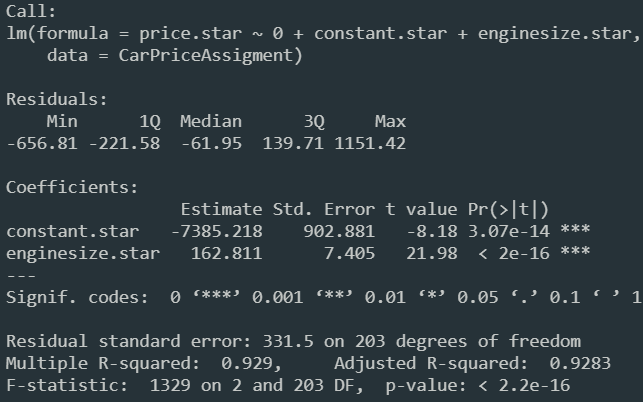 Call:
lm(formula = price.star ~ 0 + constant.star + enginesize.star,
    data = CarPriceAssigment)
Residuals:
    Min      1Q  Median      3Q     Max
-656.81 -221.58  -61.95  139.71 1151.42
Coefficients:
                Estimate Std. Error t value Pr(>|t|)
constant.star   -7385.218    902.881   -8.18 3.07e-14 ***
enginesize.star   162.811      7.405   21.98  < 2e-16 ***
---
Signif. codes:  0 ‘***’ 0.001 ‘**’ 0.01 ‘*’ 0.05 ‘.’ 0.1 ‘ ’ 1
Residual standard error: 331.5 on 203 degrees of freedom
Multiple R-squared:  0.929,	Adjusted R-squared:  0.9283
F-statistic:  1329 on 2 and 203 DF,  p-value: < 2.2e-16